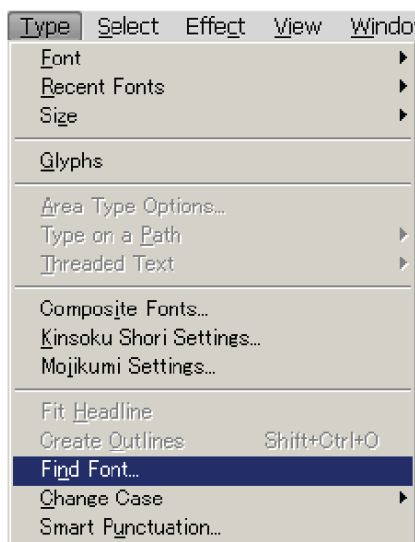 Type Select Effect View Windo
Font
Recent Fonts
Size
Glyphs
Area Type Options...
Type on a Path
Threaded Text
Composite Fonts...
Kinsoku Shori Settings...
Mojikumi Settings...
Fit Headline
Create Outlines Shift+Ctrl+O
Find Font...
Change Case
Smart Punctuation...